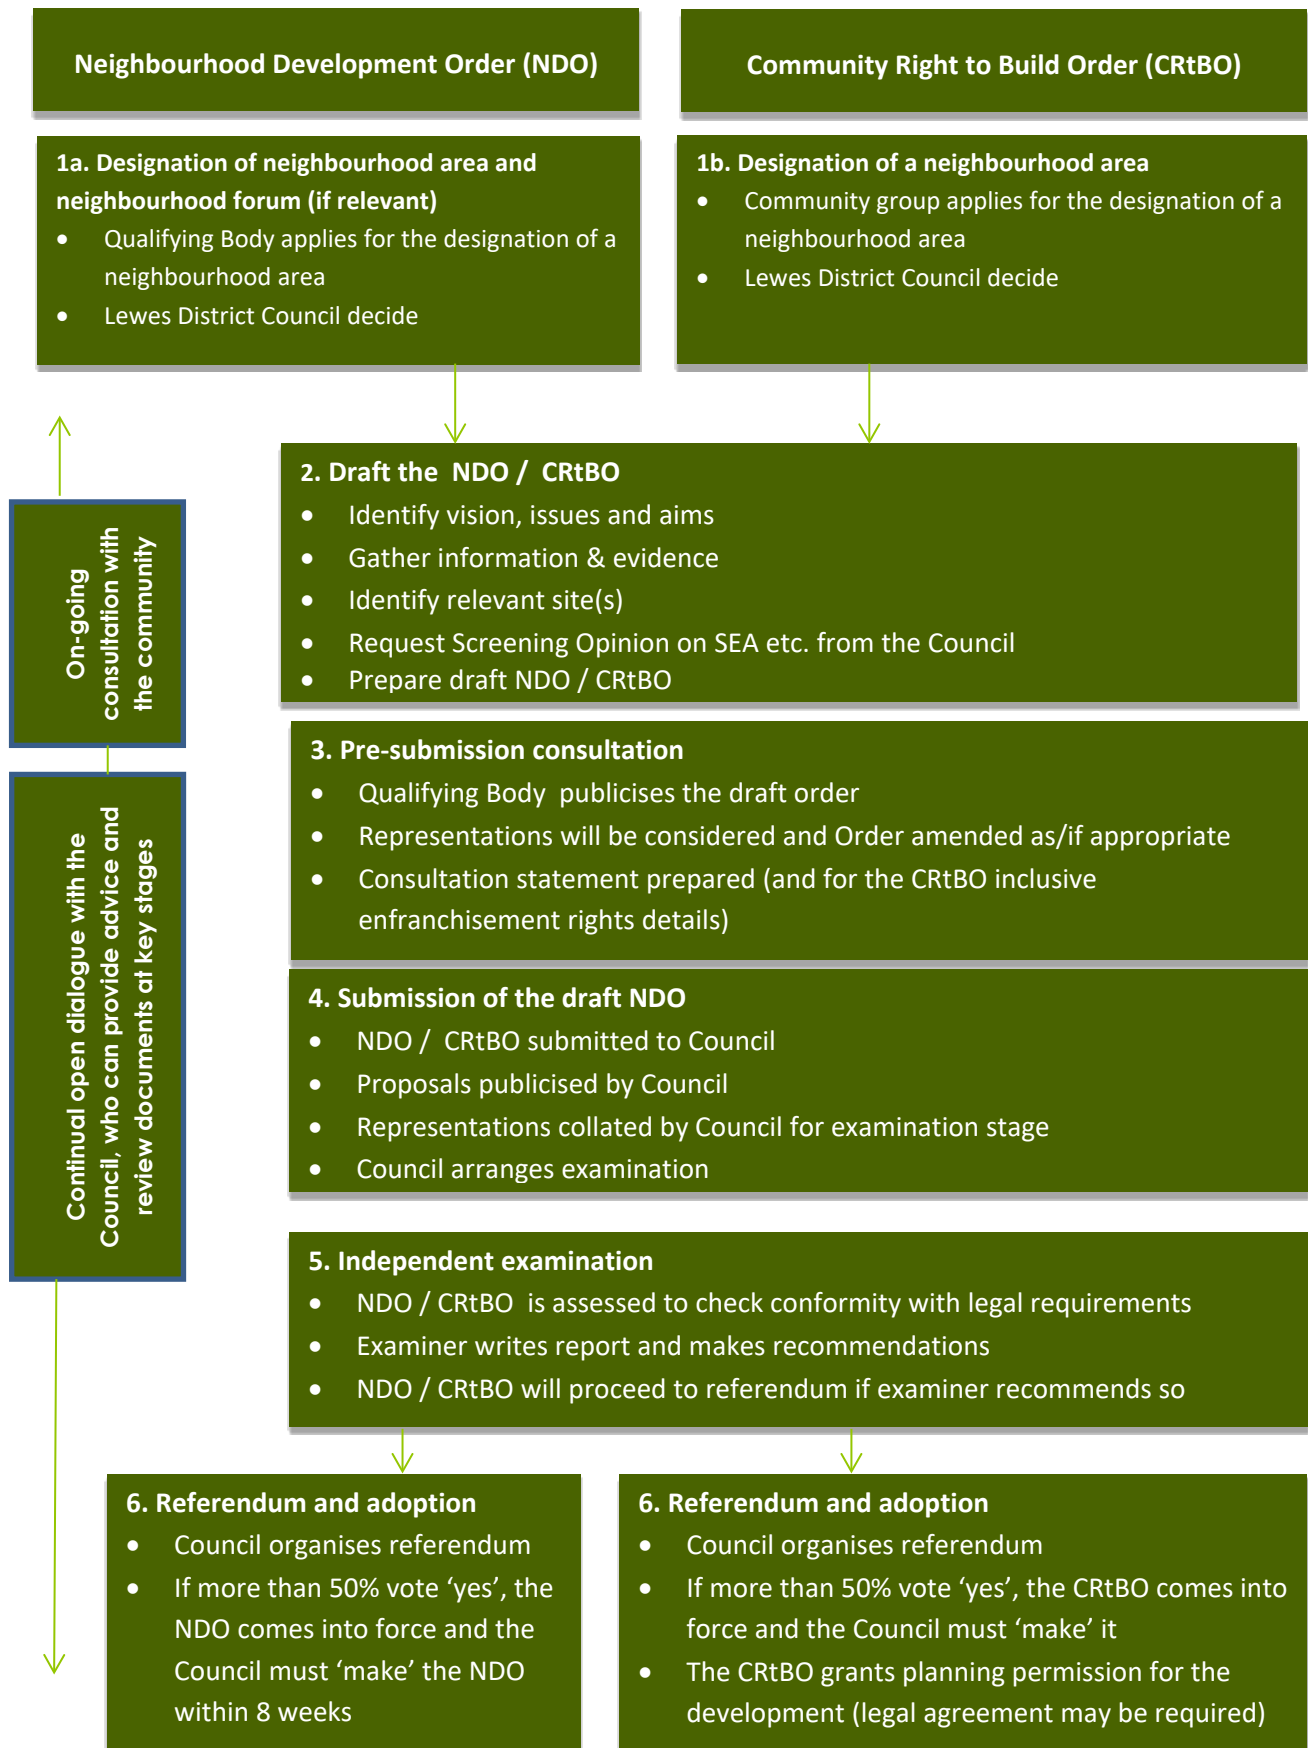 Neighbourhood Development Order (NDO)
Community Right to Build Order (CRtBO)
1a. Designation of neighbourhood area and
neighbourhood forum (if relevant)
• Qualifying Body applies for the designation of a
neighbourhood area
• Lewes District Council decide
1b. Designation of a neighbourhood area
• Community group applies for the designation of a
neighbourhood area
• Lewes District Council decide
On-going
consultation with
the community
Continual open dialogue with the
Council, who can provide advice and
review documents at key stages
2. Draft the NDO / CRtBO
• Identify vision, issues and aims
• Gather information & evidence
• Identify relevant site(s)
• Request Screening Opinion on SEA etc. from the Council
• Prepare draft NDO / CRtBO
3. Pre-submission consultation
• Qualifying Body publicises the draft order
• Representations will be considered and Order amended as/if appropriate
• Consultation statement prepared (and for the CRtBO inclusive
enfranchisement rights details)
4. Submission of the draft NDO
• NDO / CRtBO submitted to Council
• Proposals publicised by Council
• Representations collated by Council for examination stage
• Council arranges examination
5. Independent examination
• NDO / CRtBO is assessed to check conformity with legal requirements
• Examiner writes report and makes recommendations
• NDO / CRtBO will proceed to referendum if examiner recommends so
6. Referendum and adoption
• Council organises referendum
• If more than 50% vote ‘yes’, the
NDO comes into force and the
Council must ‘make’ the NDO
within 8 weeks
6. Referendum and adoption
• Council organises referendum
• If more than 50% vote ‘yes’, the CRtBO comes into
force and the Council must ‘make’ it
• The CRtBO grants planning permission for the
development (legal agreement may be required)